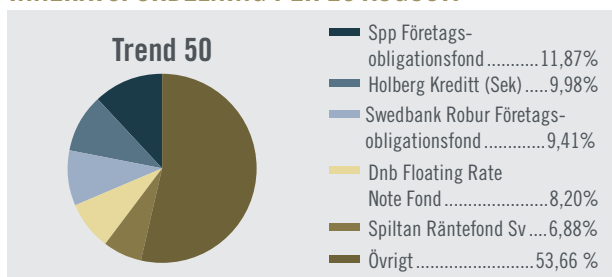 Trend 50
Spp Företags-
obligationsfond...........11,87%
Holberg Kreditt (Sek).....9,98%
Swedbank Robur Företags-
obligationsfond.............9,41%
Dnb Floating Rate
Note Fond.......................8,20%
Spiltan Räntefond Sv....6,88%
Övrigt..........................53,66 %